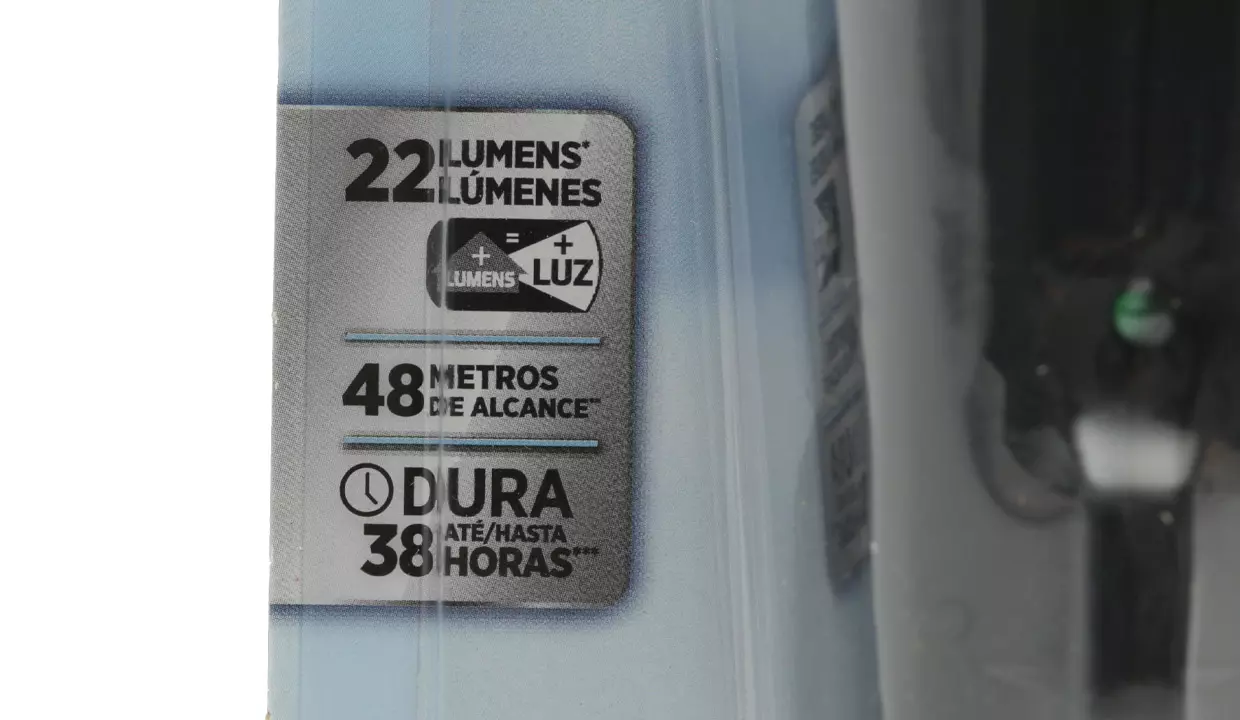 22 LUMENS*
LÚMENES
+ LUMENS = + LUZ
48 METROS
DE ALCANCE**
DURA
38 ATÉ/HASTA
HORAS***